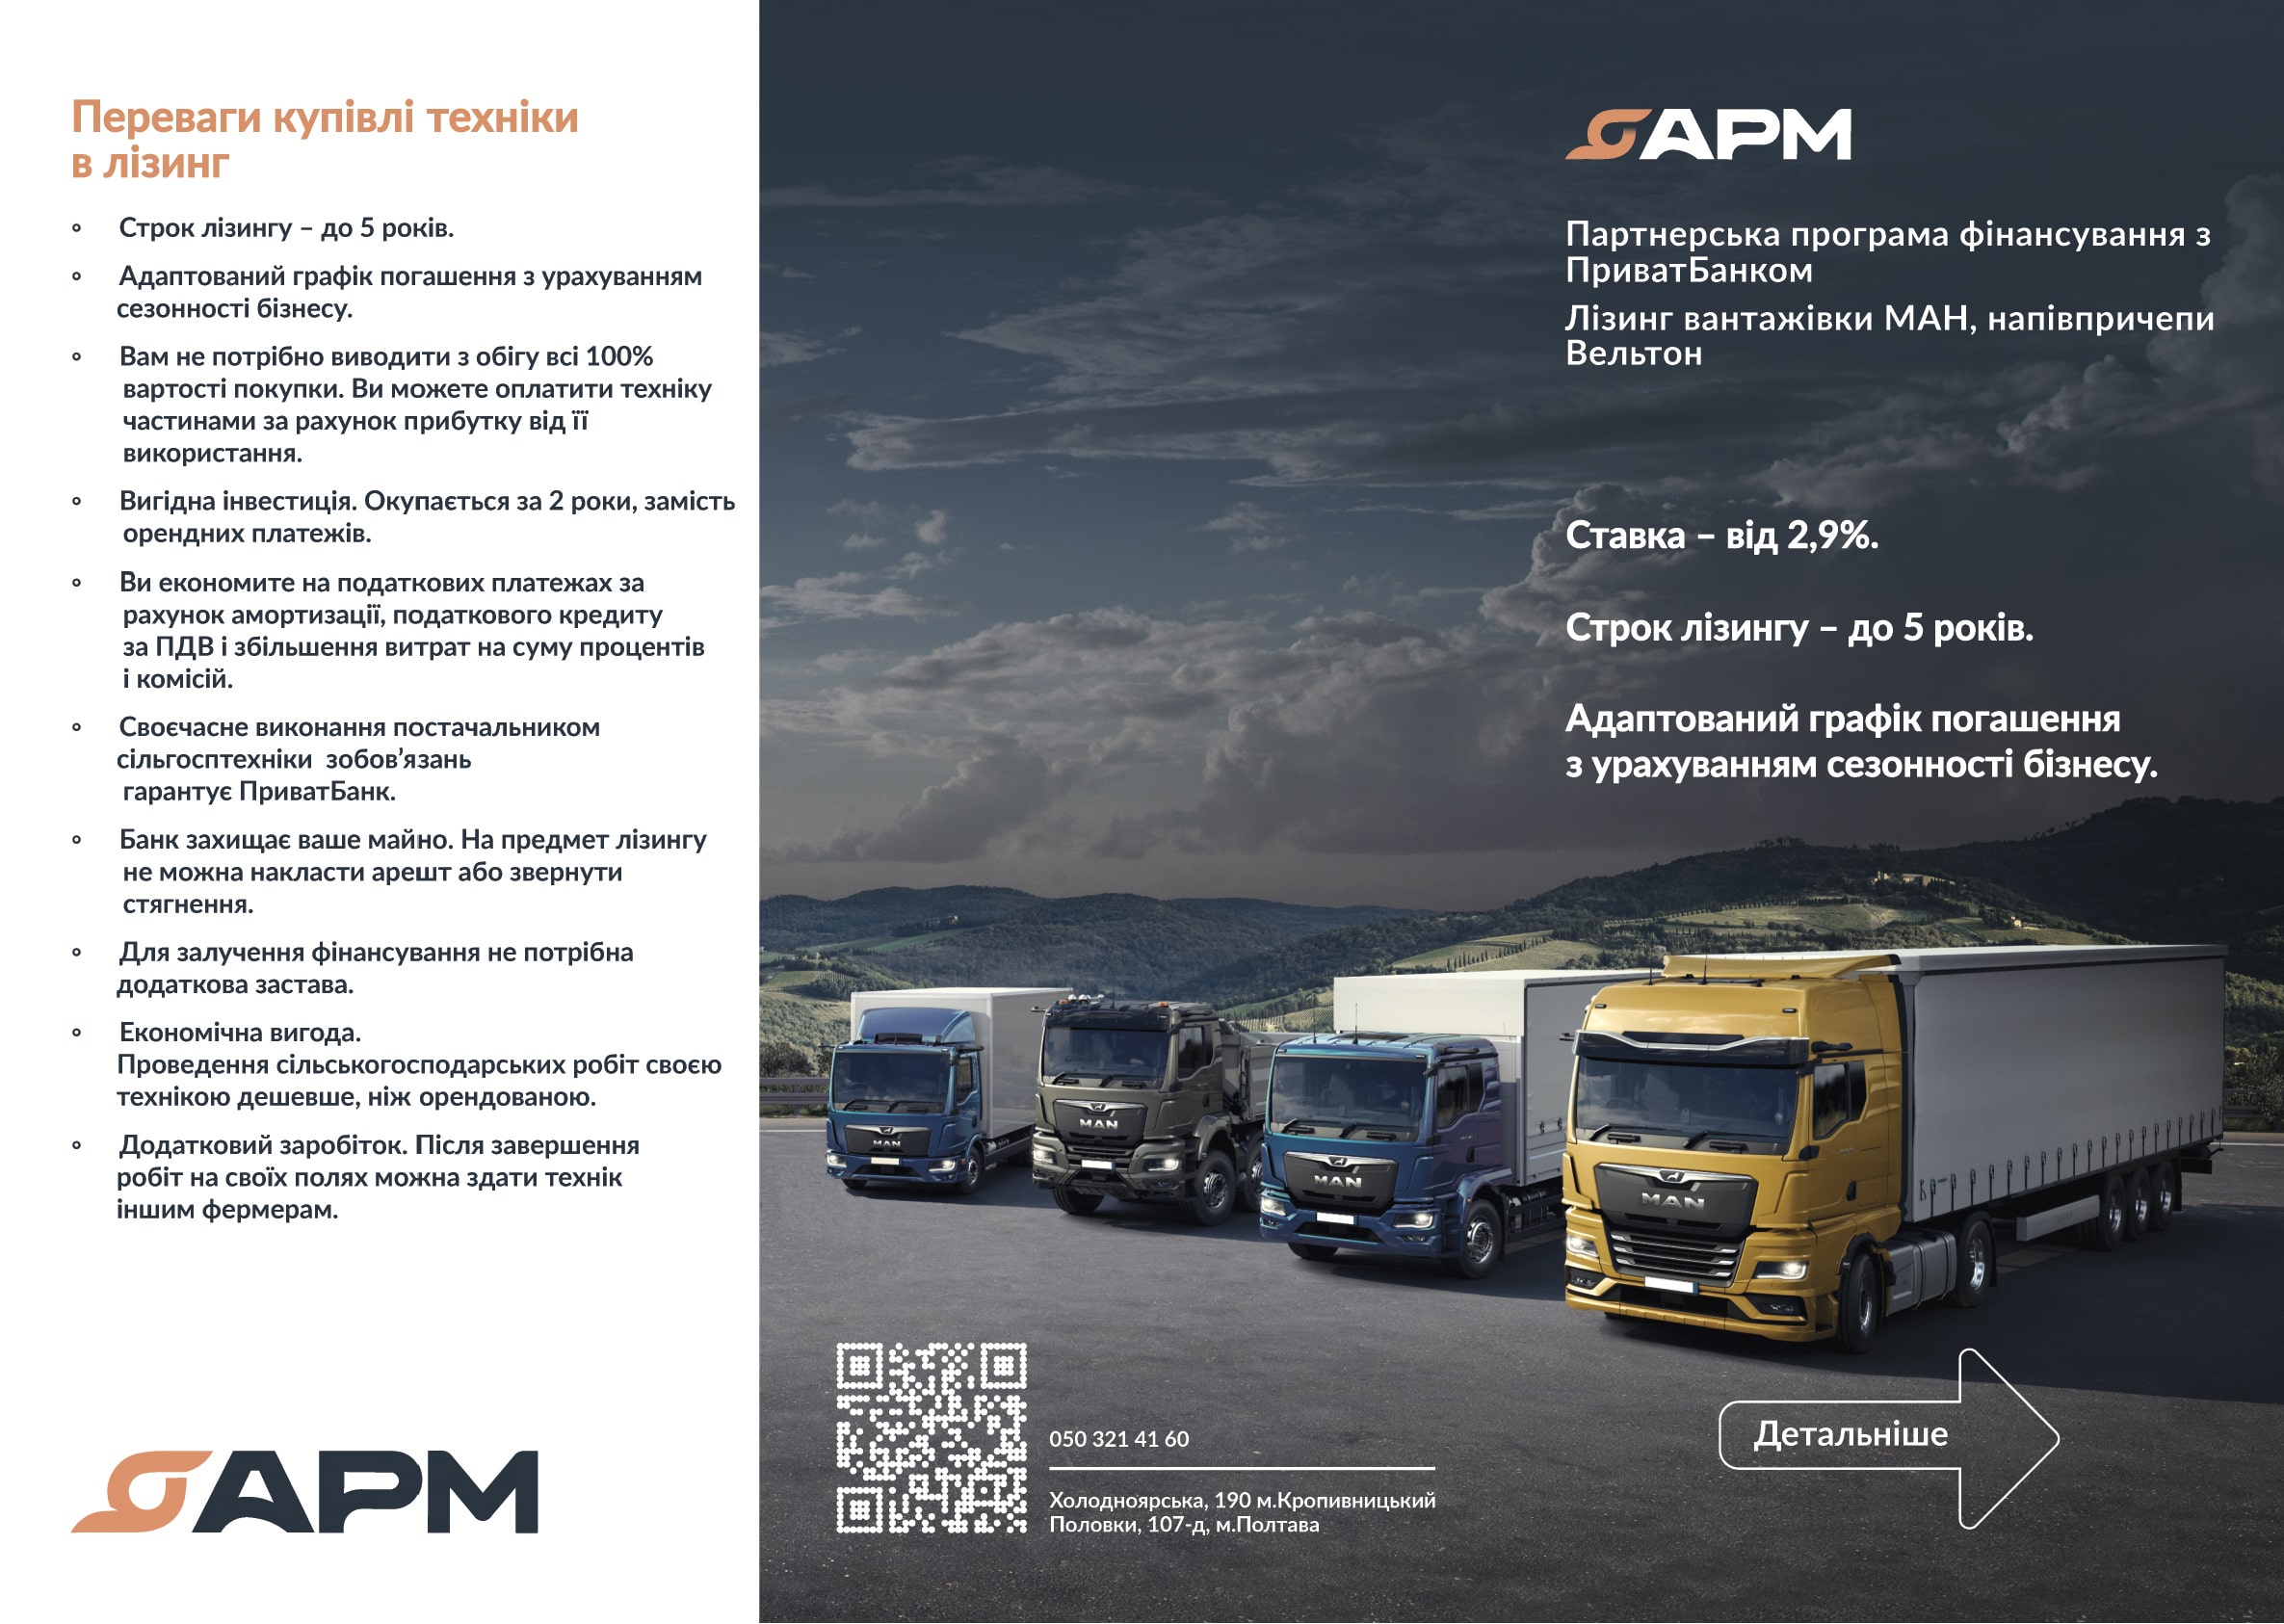 Переваги купівлі техніки
в лізинг
Строк лізингу – до 5 років.
Адаптований графік погашення з урахуванням
сезонності бізнесу.
Вам не потрібно виводити з обігу всі 100%
вартості покупки. Ви можете оплатити техніку
частинами за рахунок прибутку від її
використання.
Вигідна інвестиція. Окупається за 2 роки, замість
орендних платежів.
Ви економите на податкових платежах за
рахунок амортизації, податкового кредиту
за ПДВ і збільшення витрат на суму процентів
і комісій.
Своєчасне виконання постачальником
сільгосптехніки зобов’язань
гарантує ПриватБанк.
Банк захищає ваше майно. На предмет лізингу
не можна накласти арешт або звернути
стягнення.
Для залучення фінансування не потрібна
додаткова застава.
Економічна вигода.
Проведення сільськогосподарських робіт своєю
технікою дешевше, ніж орендованою.
Додатковий заробіток. Після завершення
робіт на своїх полях можна здати технік
іншим фермерам.
АРМ
АРМ
Партнерська програма фінансування з
ПриватБанком
Лізинг вантажівки МАН, напівпричепи
Вельтон
Ставка – від 2,9%.
Строк лізингу – до 5 років.
Адаптований графік погашення
з урахуванням сезонності бізнесу.
MAN
MAN
MAN
MAN
050 321 41 60
Холодноярська, 190 м.Кропивницький
Половки, 107-д, м.Полтава
Детальніше